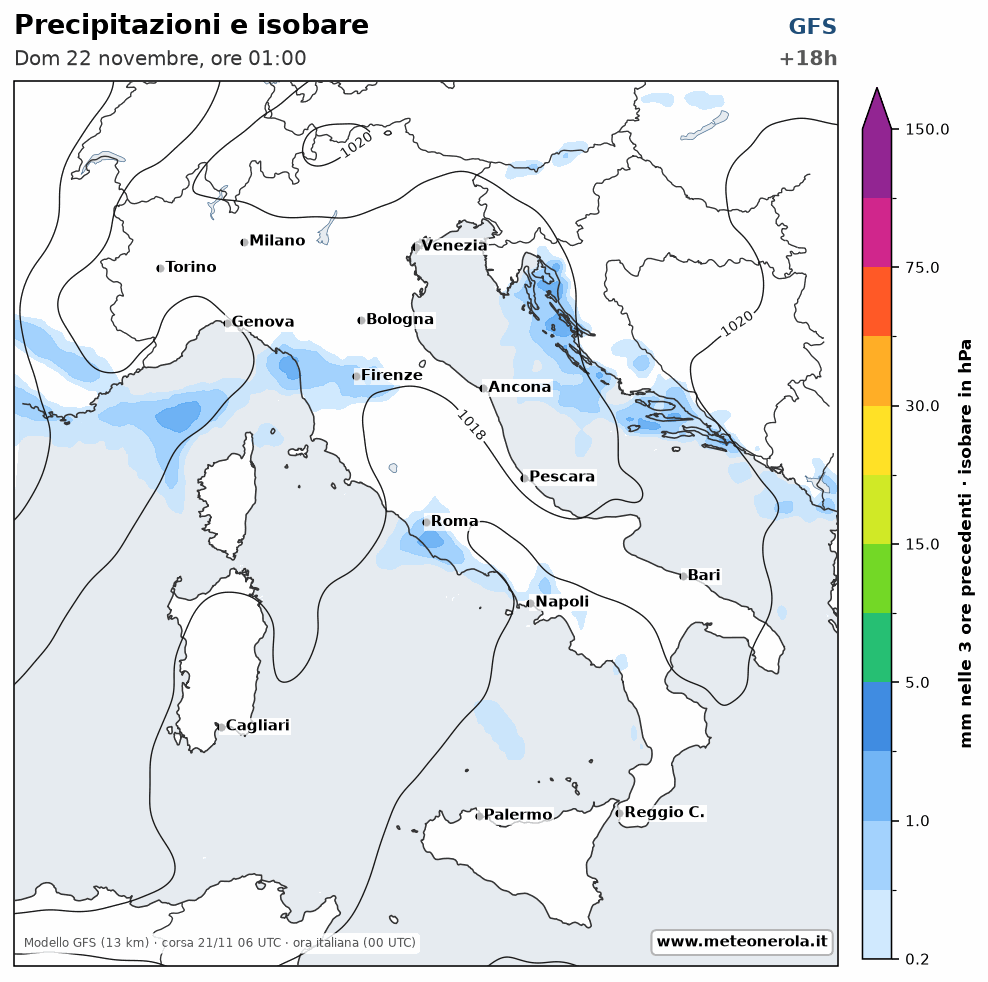 Precipitazioni e isobare
GFS
Dom 22 novembre, ore 01:00
+18h
1020
Milano
Venezia
Torino
Genova
Bologna
1020
Firenze
Ancona
1018
Pescara
Roma
Bari
Napoli
Cagliari
Palermo
Reggio C.
Modello GFS (13 km) · corsa 21/11 06 UTC · ora italiana (00 UTC)
www.meteonerola.it
150.0
75.0
30.0
15.0
5.0
1.0
0.2
mm nelle 3 ore precedenti · isobare in hPa